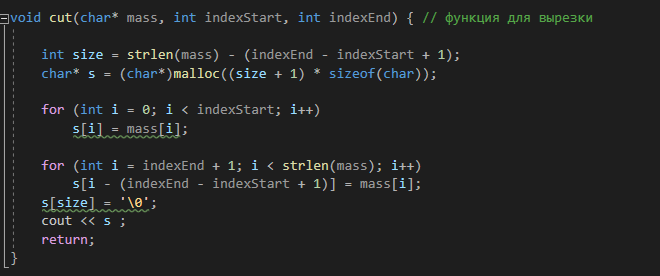 void cut(char* mass, int indexStart, int indexEnd) { // функция для вырезки
int size = strlen(mass) - (indexEnd - indexStart + 1);
char* s = (char*)malloc((size + 1) * sizeof(char));
for (int i = 0; i < indexStart; i++)
s[i] = mass[i];
for (int i = indexEnd + 1; i < strlen(mass); i++)
s[i - (indexEnd - indexStart + 1)] = mass[i];
s[size] = '\0';
cout << s ;
return;
}